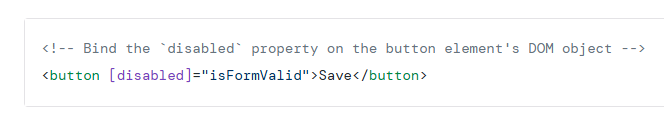 <!-- Bind the `disabled` property on the button element's DOM object -->
<button [disabled]="isFormValid">Save</button>